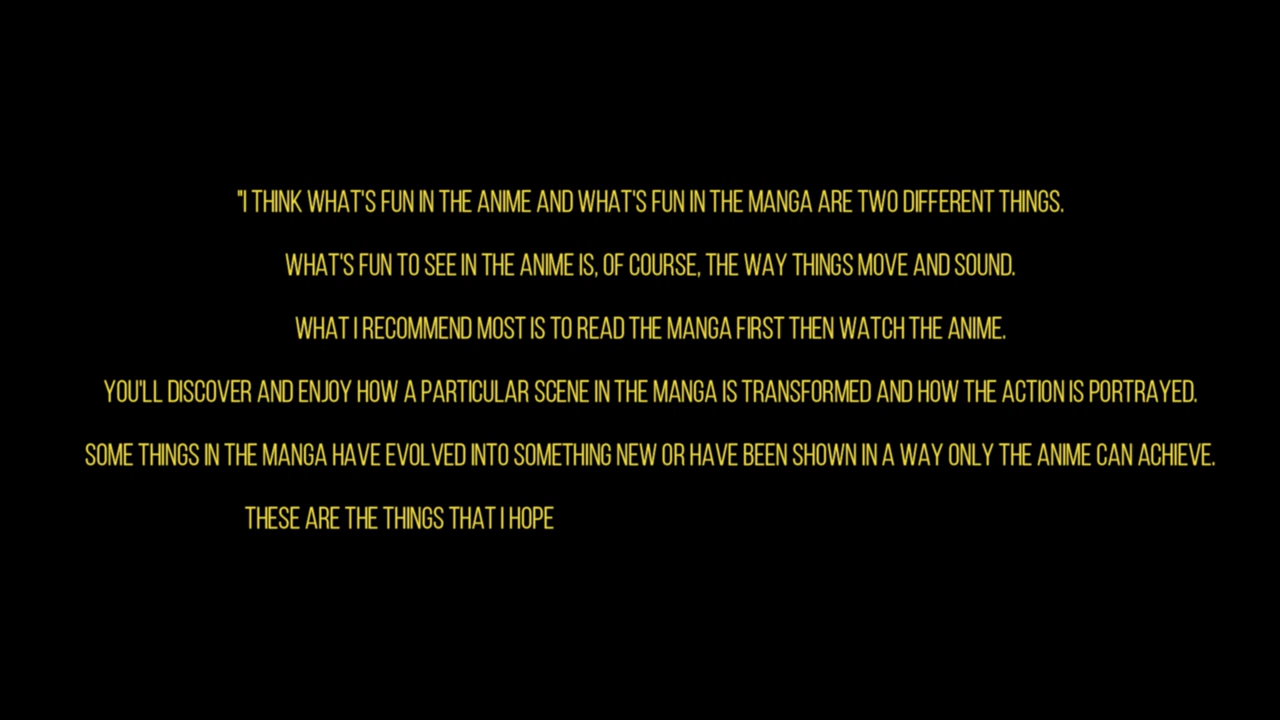 "I THINK WHAT'S FUN IN THE ANIME AND WHAT'S FUN IN THE MANGA ARE TWO DIFFERENT THINGS.
WHAT'S FUN TO SEE IN THE ANIME IS, OF COURSE, THE WAY THINGS MOVE AND SOUND.
WHAT I RECOMMEND MOST IS TO READ THE MANGA FIRST THEN WATCH THE ANIME.
YOU'LL DISCOVER AND ENJOY HOW A PARTICULAR SCENE IN THE MANGA IS TRANSFORMED AND HOW THE ACTION IS PORTRAYED.
SOME THINGS IN THE MANGA HAVE EVOLVED INTO SOMETHING NEW OR HAVE BEEN SHOWN IN A WAY ONLY THE ANIME CAN ACHIEVE.
THESE ARE THE THINGS THAT I HOPE